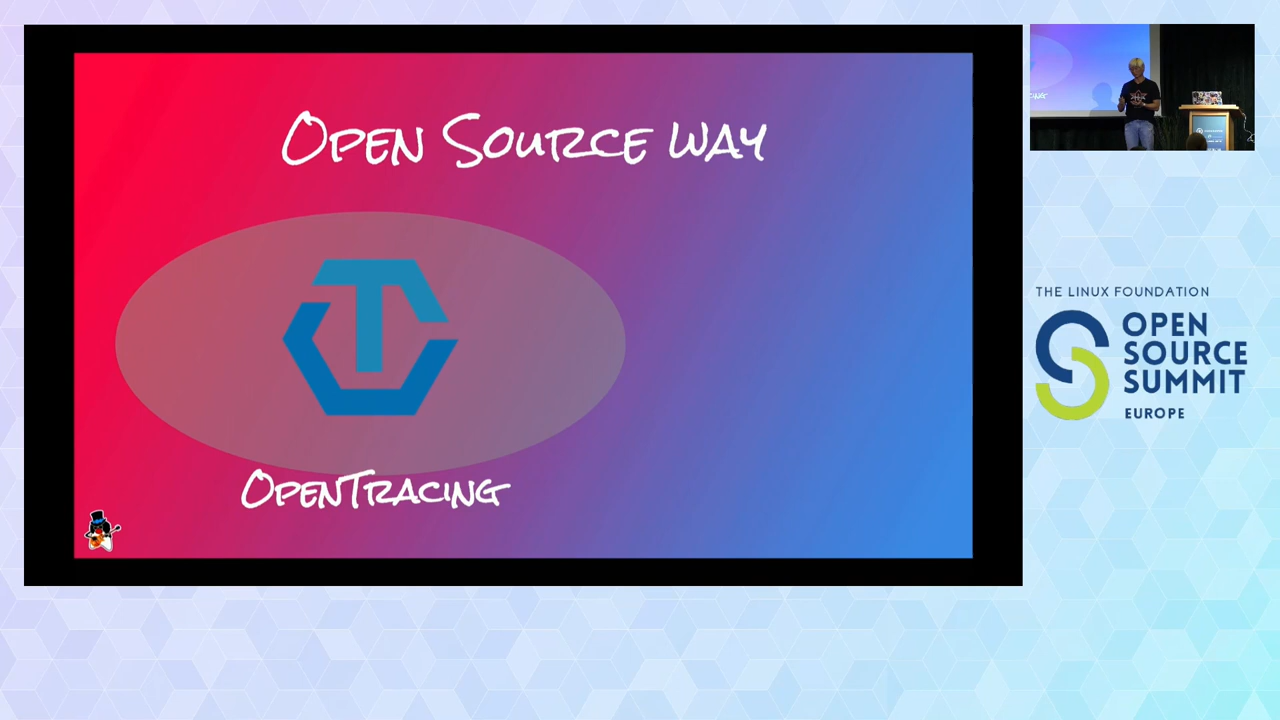 Open Source way
OpenTracing
THE LINUX FOUNDATION
OPEN
SOURCE
SUMMIT
EUROPE